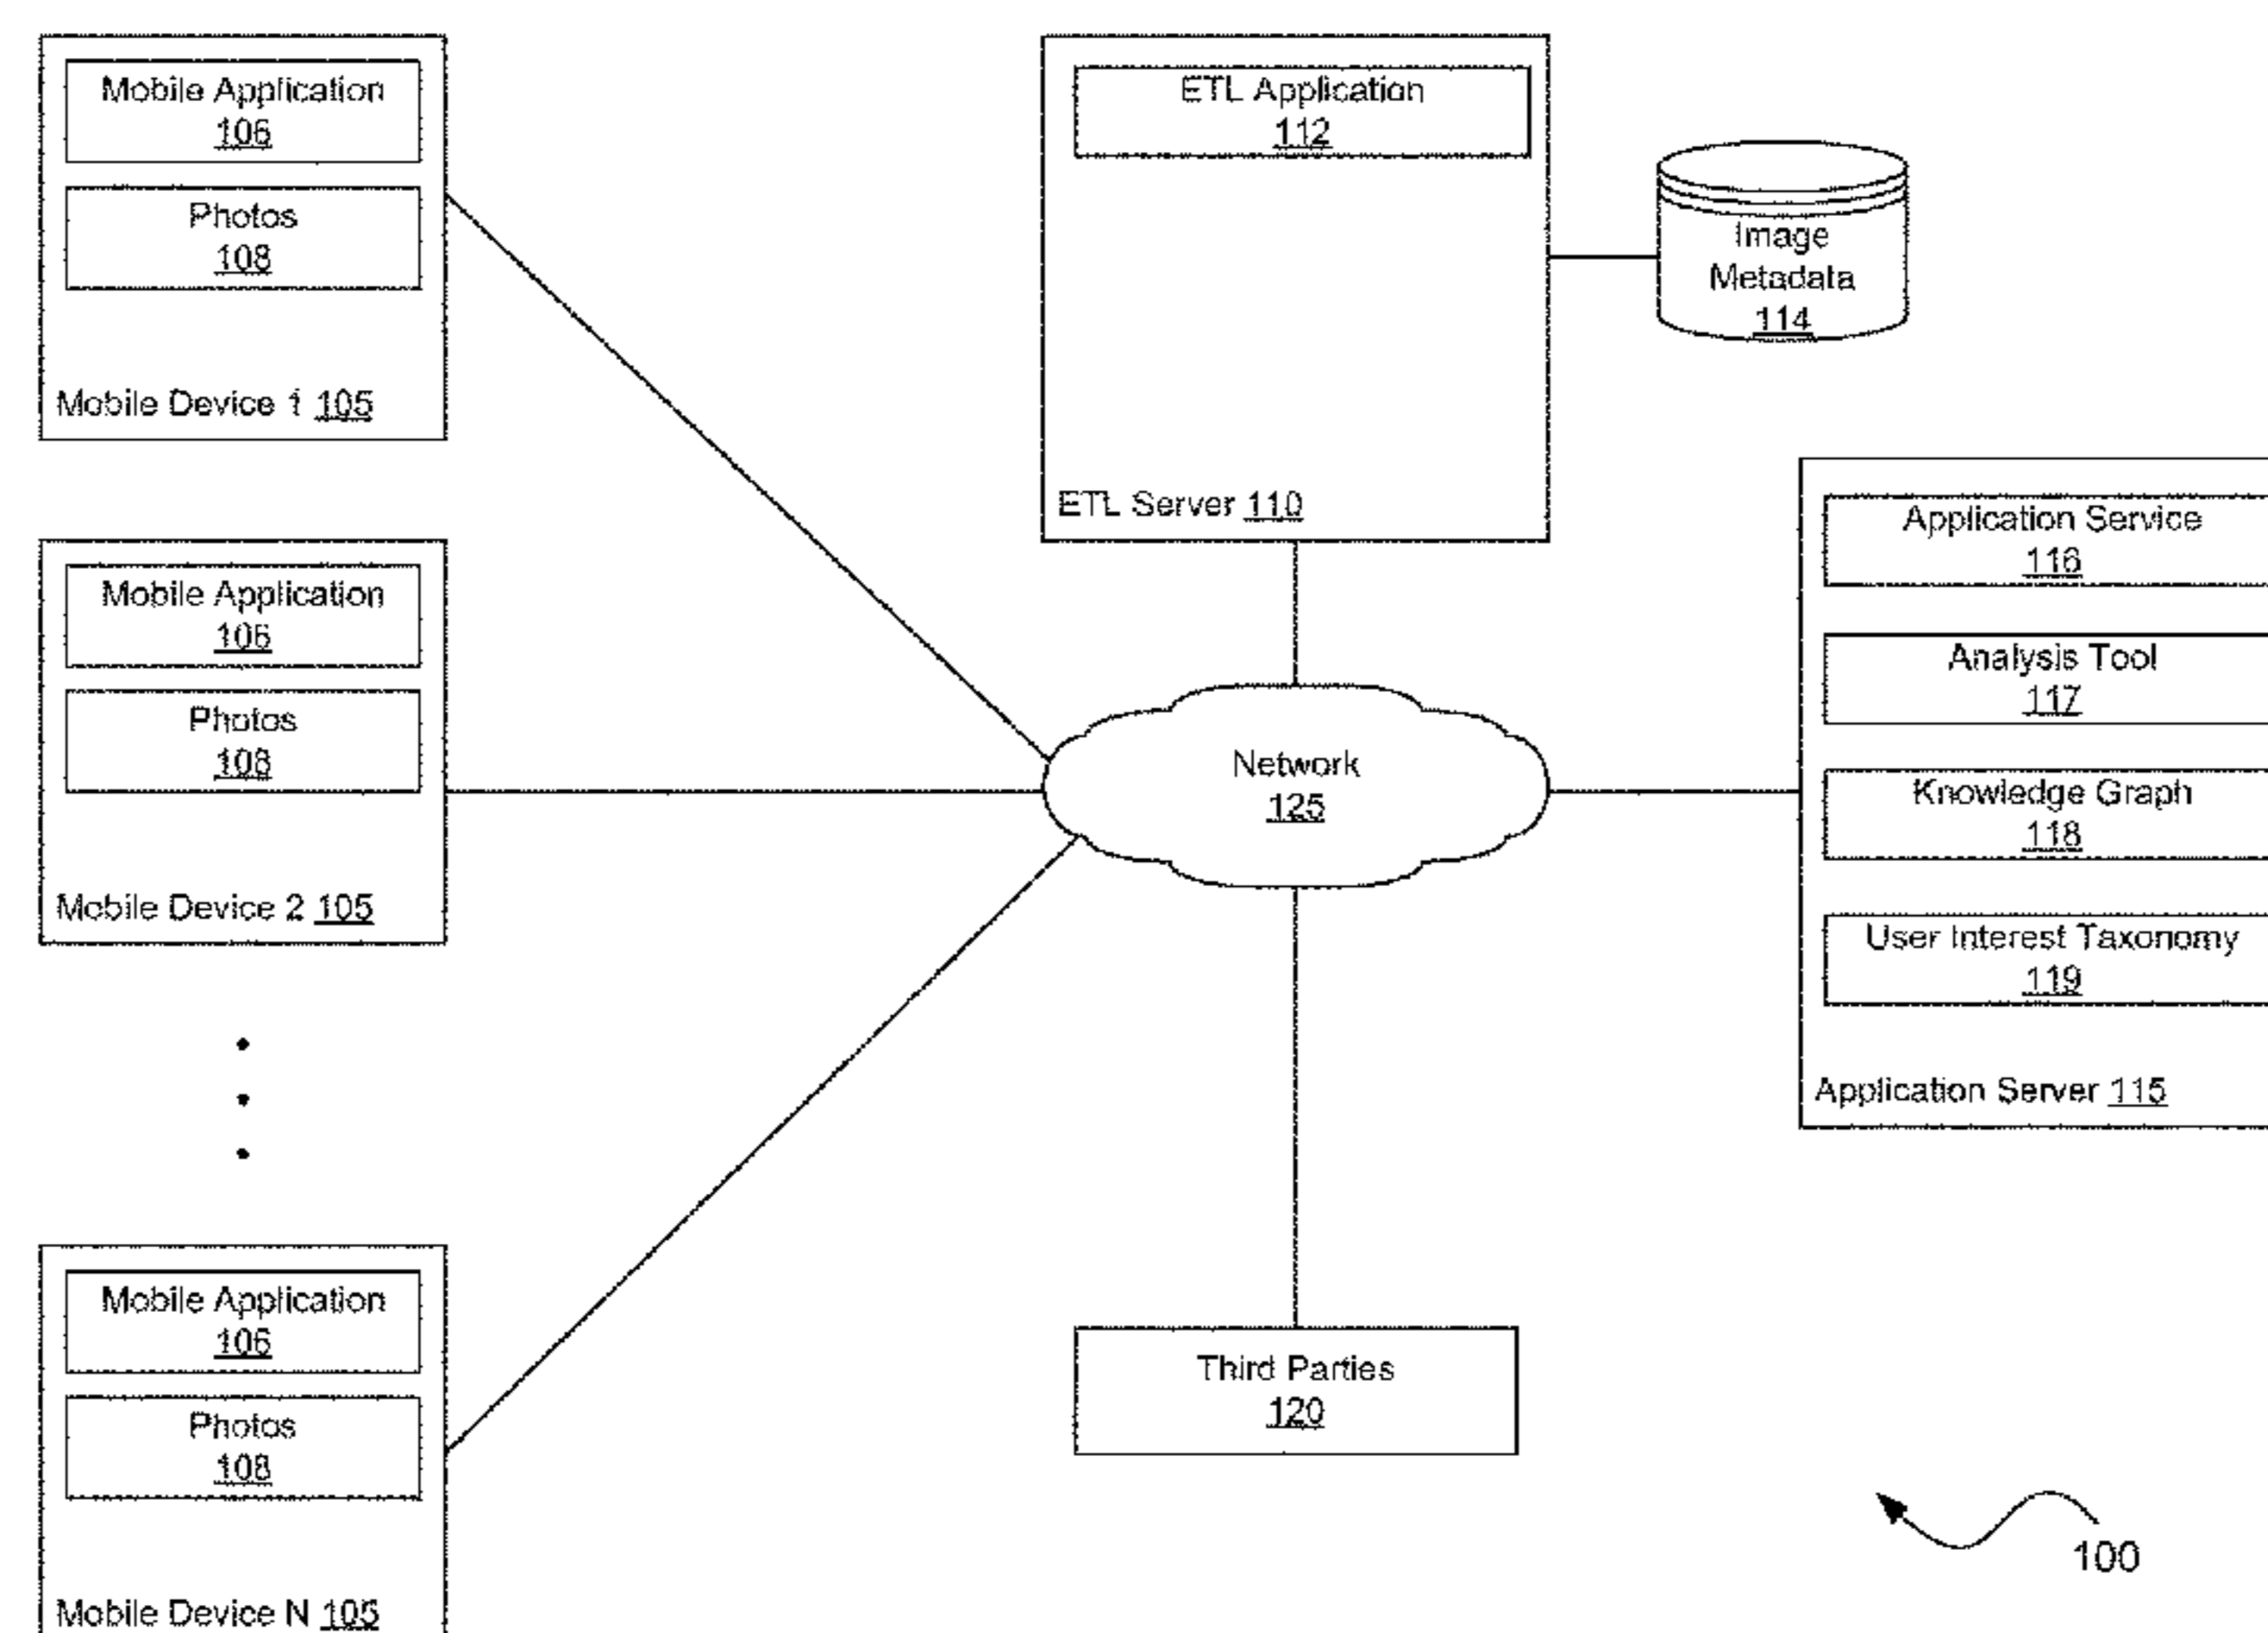 Mobile Application
106
Photos
108
Mobile Device 1 105
Mobile Application
106
Photos
108
Mobile Device 2 105
Mobile Application
106
Photos
108
Mobile Device N 105
ETL Application
112
ETL Server 110
Image
Metadata
114
Network
125
Third Parties
120
Application Service
116
Analysis Tool
117
Knowledge Graph
118
User Interest Taxonomy
119
Application Server 115
100